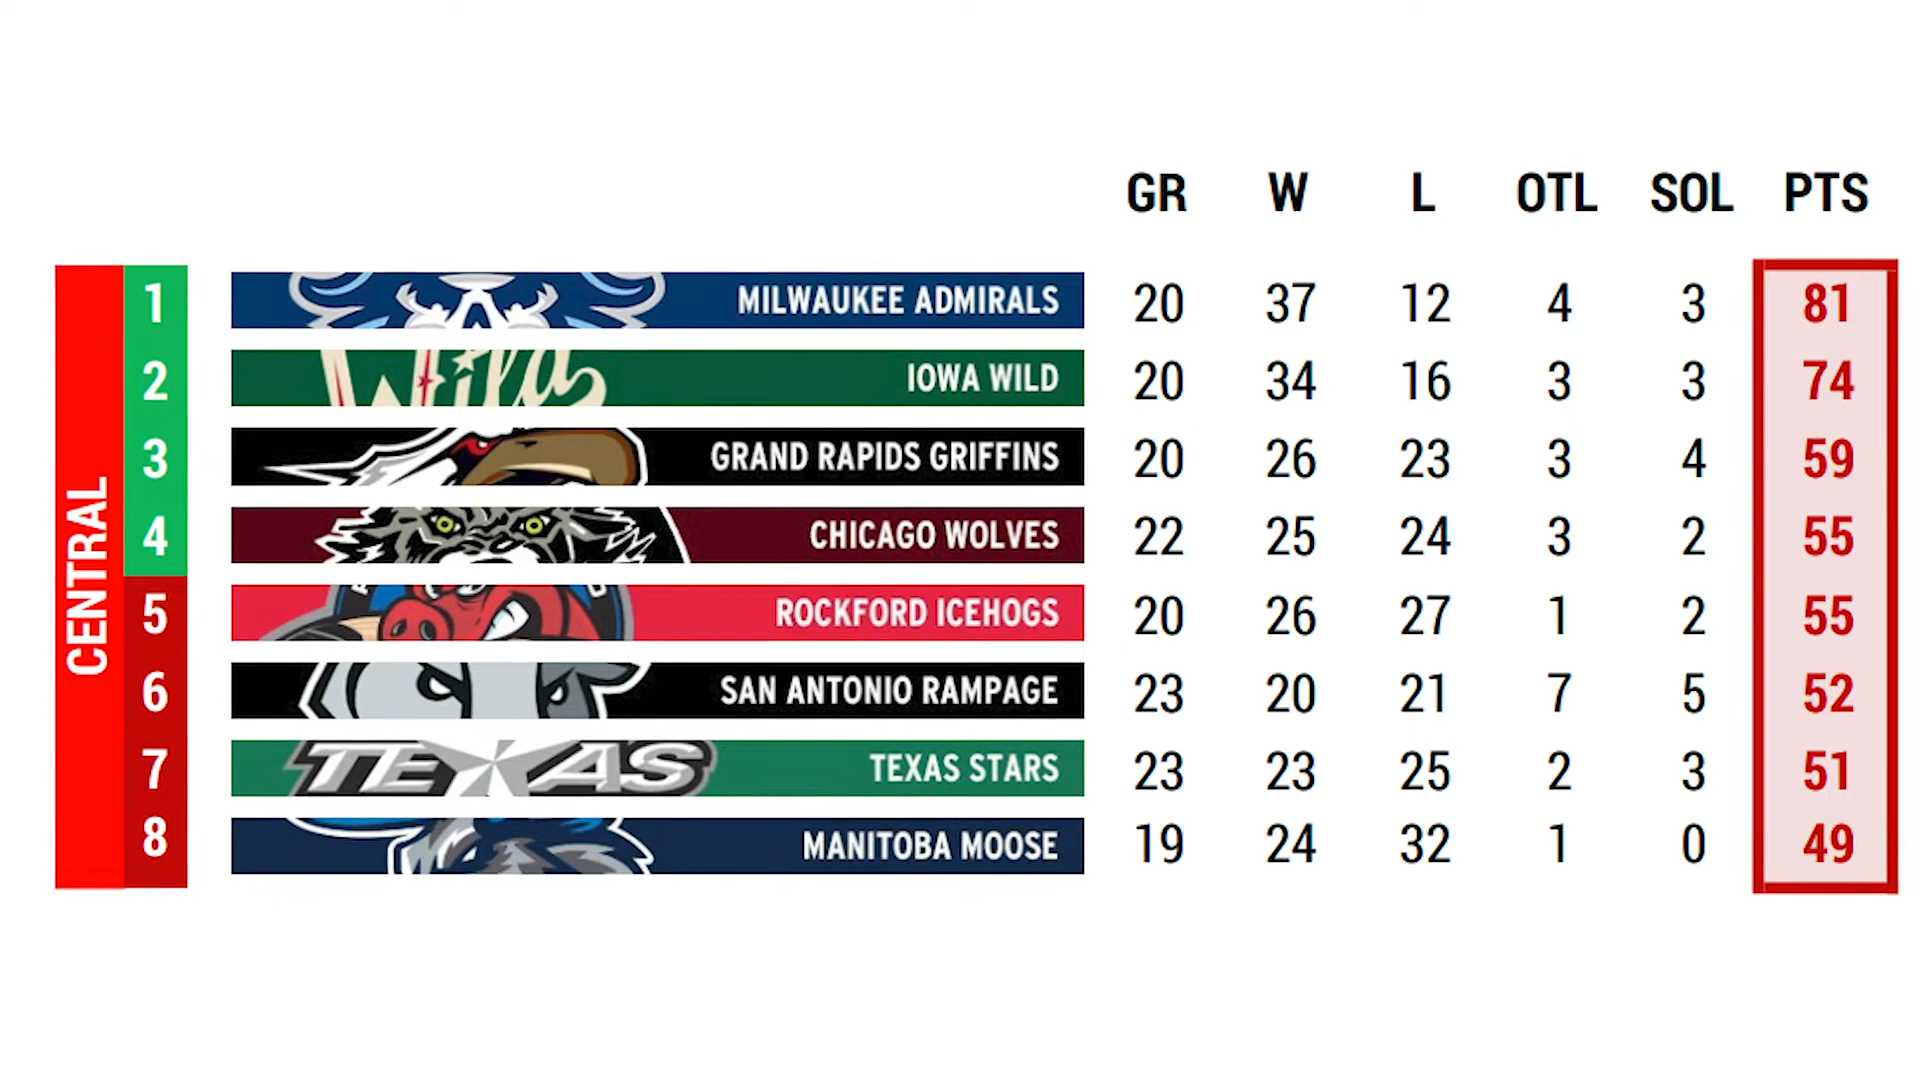 GR W L OTL SOL PTS
CENTRAL
1 MILWAUKEE ADMIRALS 20 37 12 4 3 81
2 Wild IOWA WILD 20 34 16 3 3 74
3 GRAND RAPIDS GRIFFINS 20 26 23 3 4 59
4 CHICAGO WOLVES 22 25 24 3 2 55
5 ROCKFORD ICEHOGS 20 26 27 1 2 55
6 SAN ANTONIO RAMPAGE 23 20 21 7 5 52
7 TEXAS TEXAS STARS 23 23 25 2 3 51
8 MANITOBA MOOSE 19 24 32 1 0 49